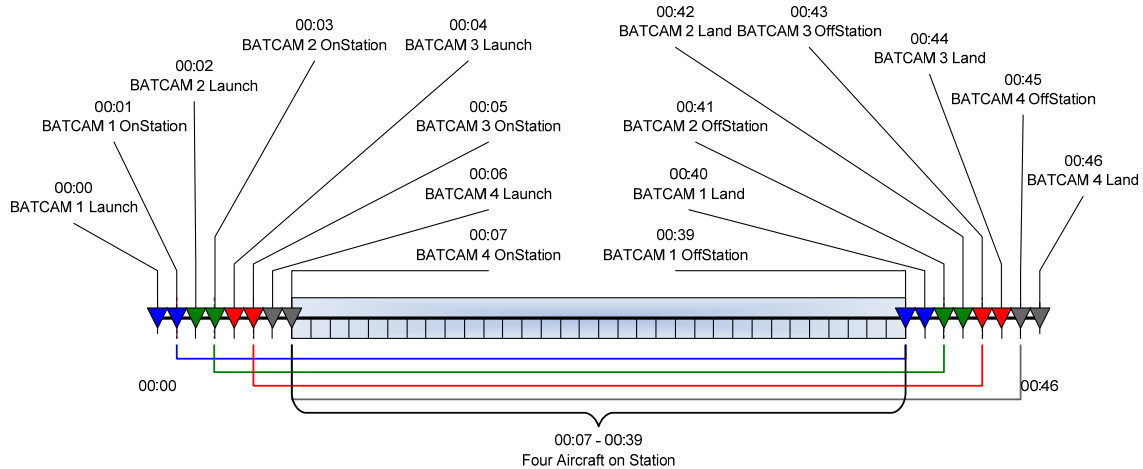 00:00
BATCAM 1 Launch
00:01
BATCAM 1 OnStation
00:02
BATCAM 2 Launch
00:03
BATCAM 2 OnStation
00:04
BATCAM 3 Launch
00:05
BATCAM 3 OnStation
00:06
BATCAM 4 Launch
00:07
BATCAM 4 OnStation
00:39
BATCAM 1 OffStation
00:40
BATCAM 1 Land
00:41
BATCAM 2 OffStation
00:42
BATCAM 2 Land
00:43
BATCAM 3 OffStation
00:44
BATCAM 3 Land
00:45
BATCAM 4 OffStation
00:46
BATCAM 4 Land
00:00
00:46
00:07 - 00:39
Four Aircraft on Station